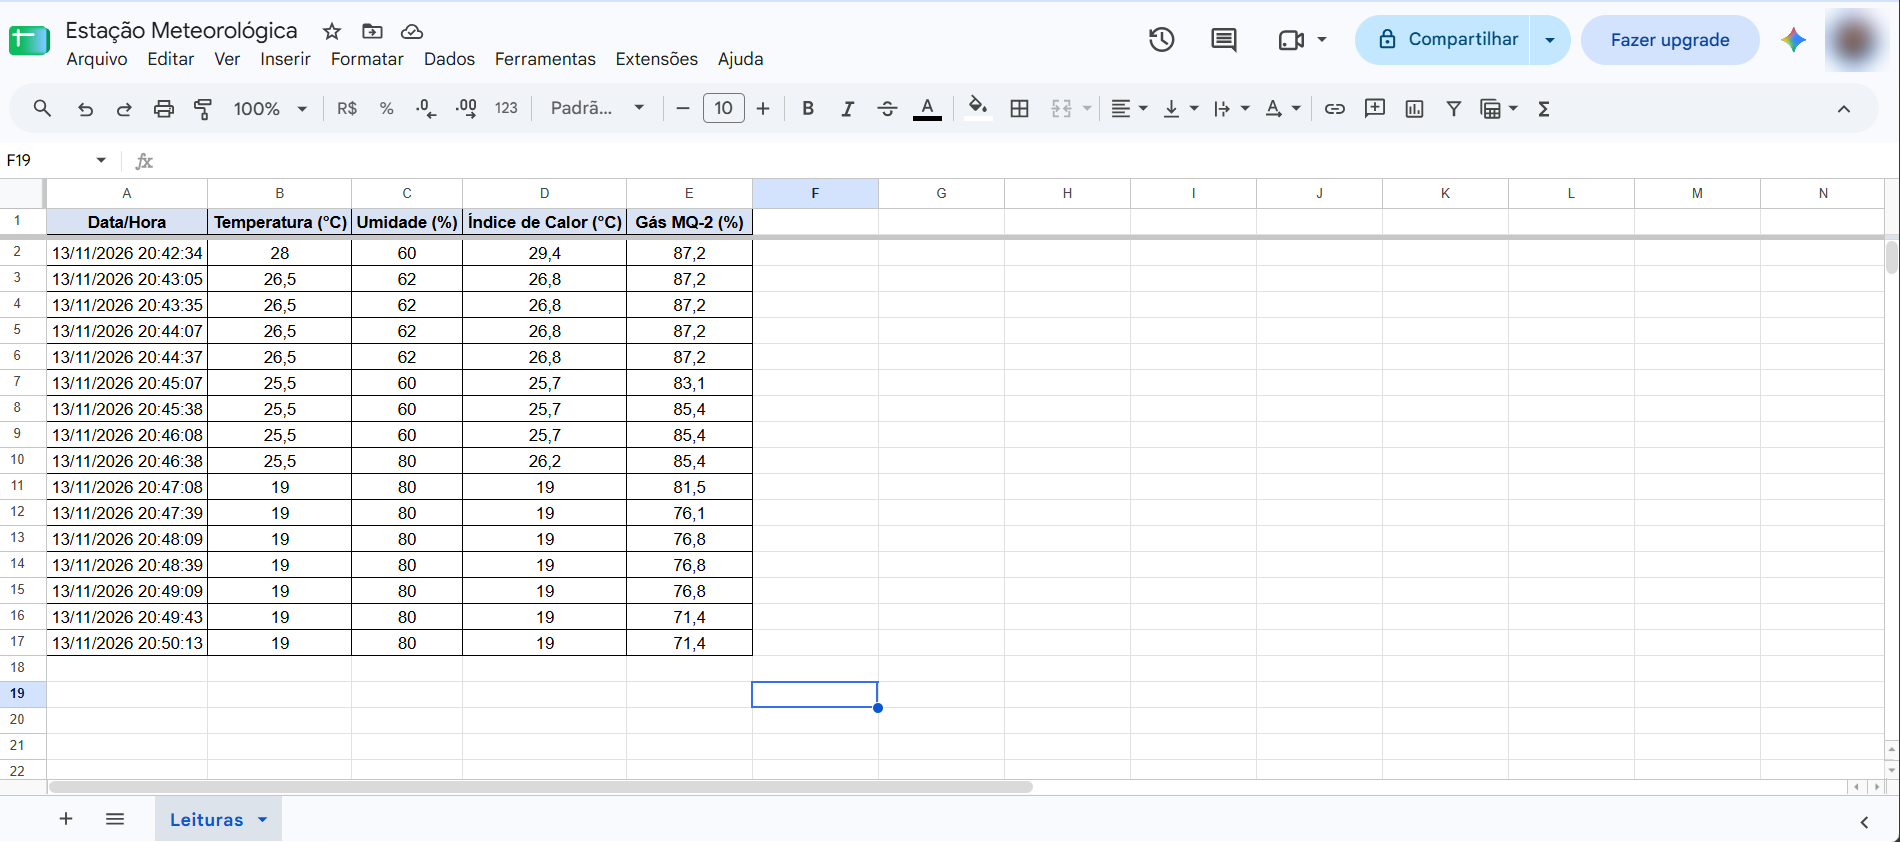 Estação Meteorológica
Arquivo Editar Ver Inserir Formatar Dados Ferramentas Extensões Ajuda
Compartilhar
Fazer upgrade
100% R$ % .0 .00 123 Padrã... 10 B I A A Σ
F19 fx
A B C D E F G H I J K L M N
1 Data/Hora Temperatura (°C) Umidade (%) Índice de Calor (°C) Gás MQ-2 (%)
2 13/11/2026 20:42:34 28 60 29,4 87,2
3 13/11/2026 20:43:05 26,5 62 26,8 87,2
4 13/11/2026 20:43:35 26,5 62 26,8 87,2
5 13/11/2026 20:44:07 26,5 62 26,8 87,2
6 13/11/2026 20:44:37 26,5 62 26,8 87,2
7 13/11/2026 20:45:07 25,5 60 25,7 83,1
8 13/11/2026 20:45:38 25,5 60 25,7 85,4
9 13/11/2026 20:46:08 25,5 60 25,7 85,4
10 13/11/2026 20:46:38 25,5 80 26,2 85,4
11 13/11/2026 20:47:08 19 80 19 81,5
12 13/11/2026 20:47:39 19 80 19 76,1
13 13/11/2026 20:48:09 19 80 19 76,8
14 13/11/2026 20:48:39 19 80 19 76,8
15 13/11/2026 20:49:09 19 80 19 76,8
16 13/11/2026 20:49:43 19 80 19 71,4
17 13/11/2026 20:50:13 19 80 19 71,4
18
19
20
21
22
Leituras